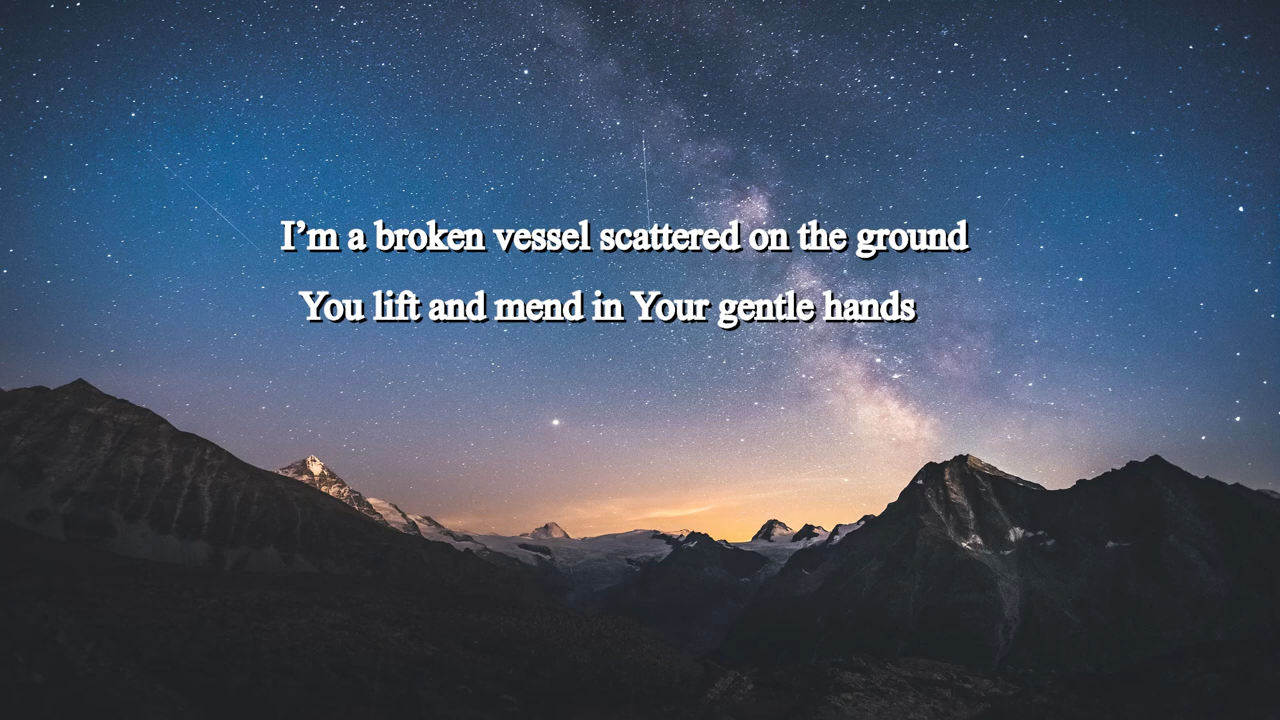 I’m a broken vessel scattered on the ground
You lift and mend in Your gentle hands